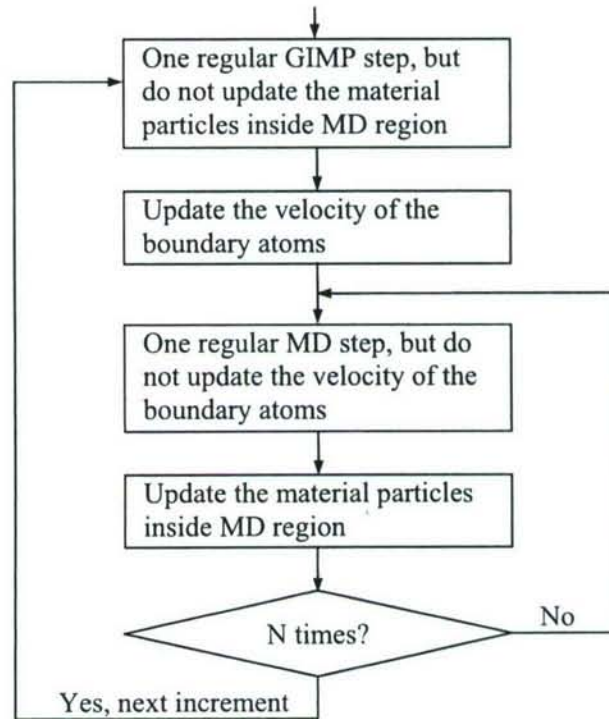 One regular GIMP step, but
do not update the material
particles inside MD region
Update the velocity of the
boundary atoms
One regular MD step, but do
not update the velocity of the
boundary atoms
Update the material particles
inside MD region
N times?
No
Yes, next increment